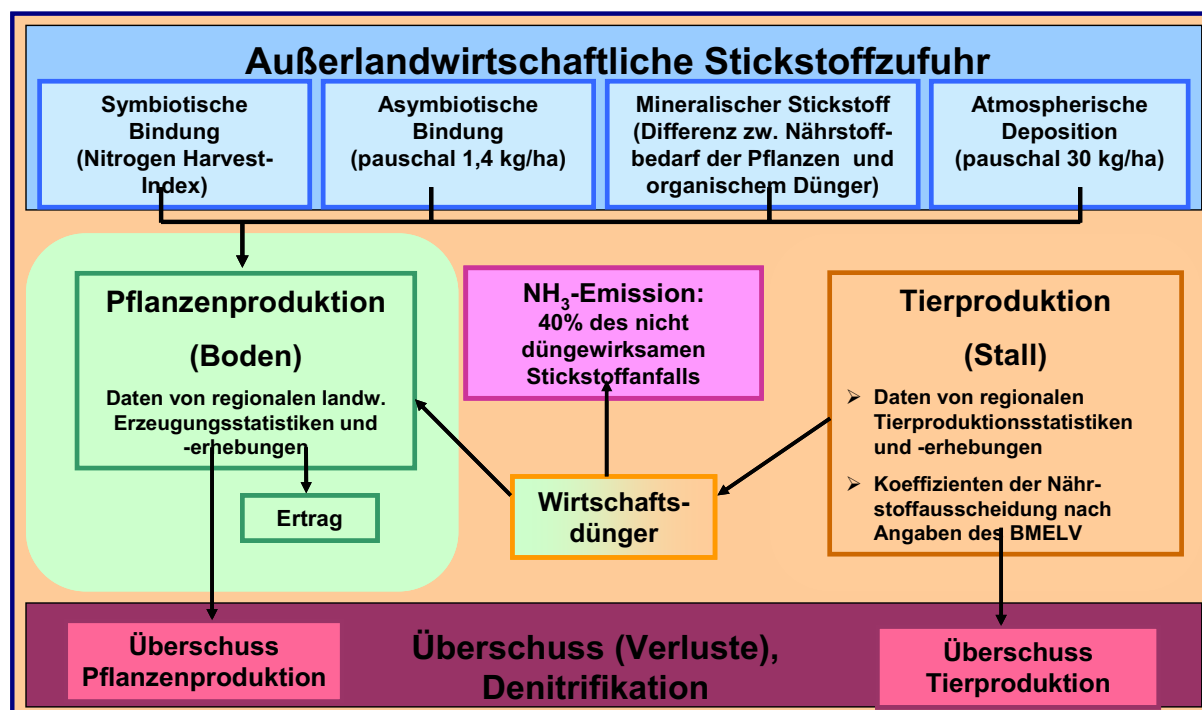 Außerlandwirtschaftliche Stickstoffzufuhr
Symbiotische
Bindung
(Nitrogen Harvest-
Index)
Asymbiotische
Bindung
(pauschal 1,4 kg/ha)
Mineralischer Stickstoff
(Differenz zw. Nährstoff-
bedarf der Pflanzen und
organischem Dünger)
Atmospherische
Deposition
(pauschal 30 kg/ha)
Pflanzenproduktion
(Boden)
Daten von regionalen landw.
Erzeugungsstatistiken und
-erhebungen
Ertrag
NH₃-Emission:
40% des nicht
düngewirksamen
Stickstoffanfalls
Wirtschafts-
dünger
Tierproduktion
(Stall)
➢ Daten von regionalen
Tierproduktionsstatistiken
und -erhebungen
➢ Koeffizienten der Nähr-
stoffausscheidung nach
Angaben des BMELV
Überschuss
Pflanzenproduktion
Überschuss (Verluste),
Denitrifikation
Überschuss
Tierproduktion